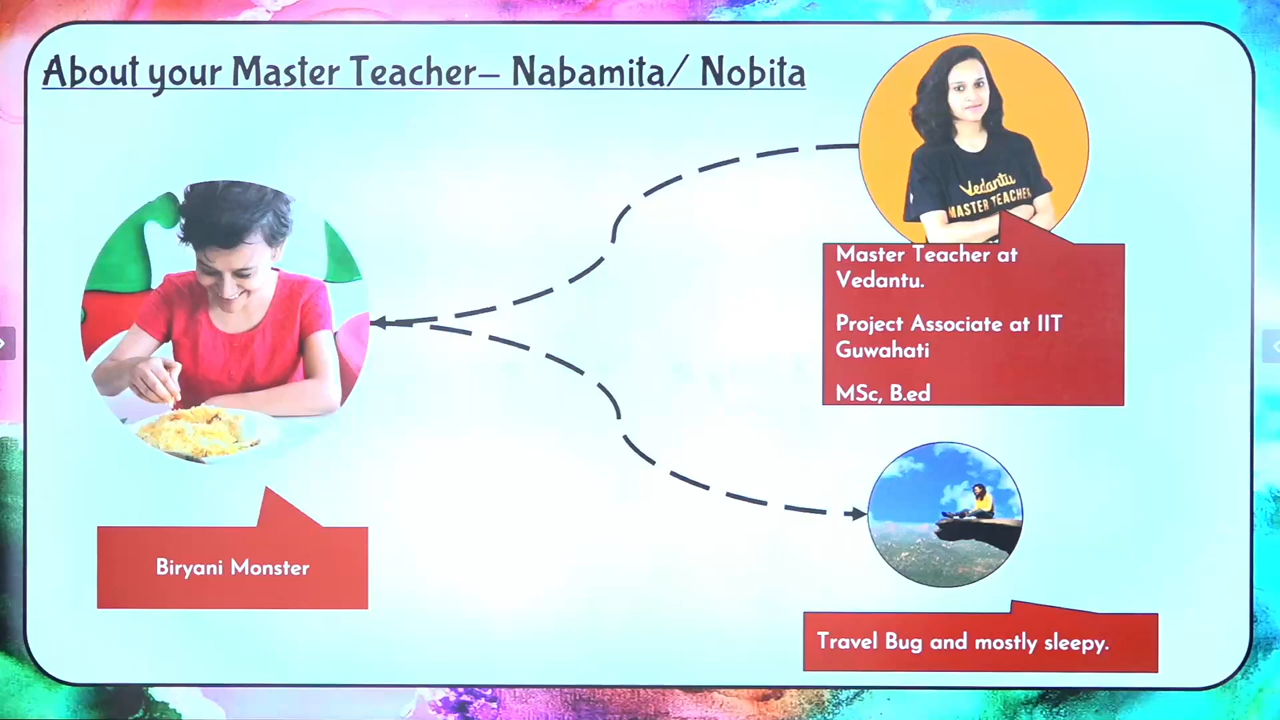 About your Master Teacher– Nabamita/ Nobita
Vedantu
MASTER TEACHER
Master Teacher at
Vedantu.
Project Associate at IIT
Guwahati
MSc, B.ed
Biryani Monster
Travel Bug and mostly sleepy.